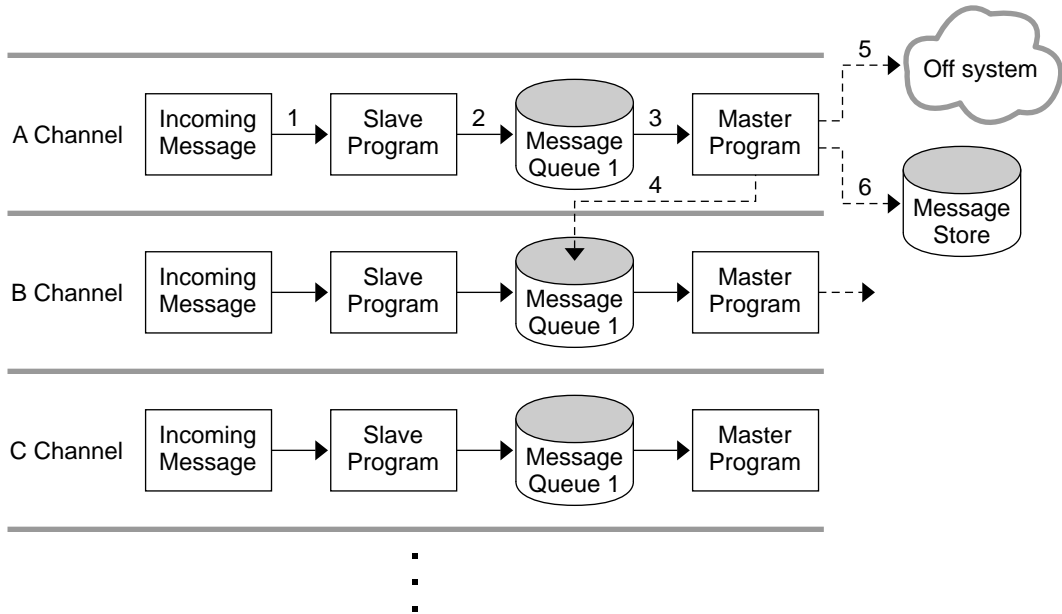 5
Off system
A Channel
Incoming
Message
1
Slave
Program
2
Message
Queue 1
3
Master
Program
4
6
Message
Store
B Channel
Incoming
Message
Slave
Program
Message
Queue 1
Master
Program
C Channel
Incoming
Message
Slave
Program
Message
Queue 1
Master
Program